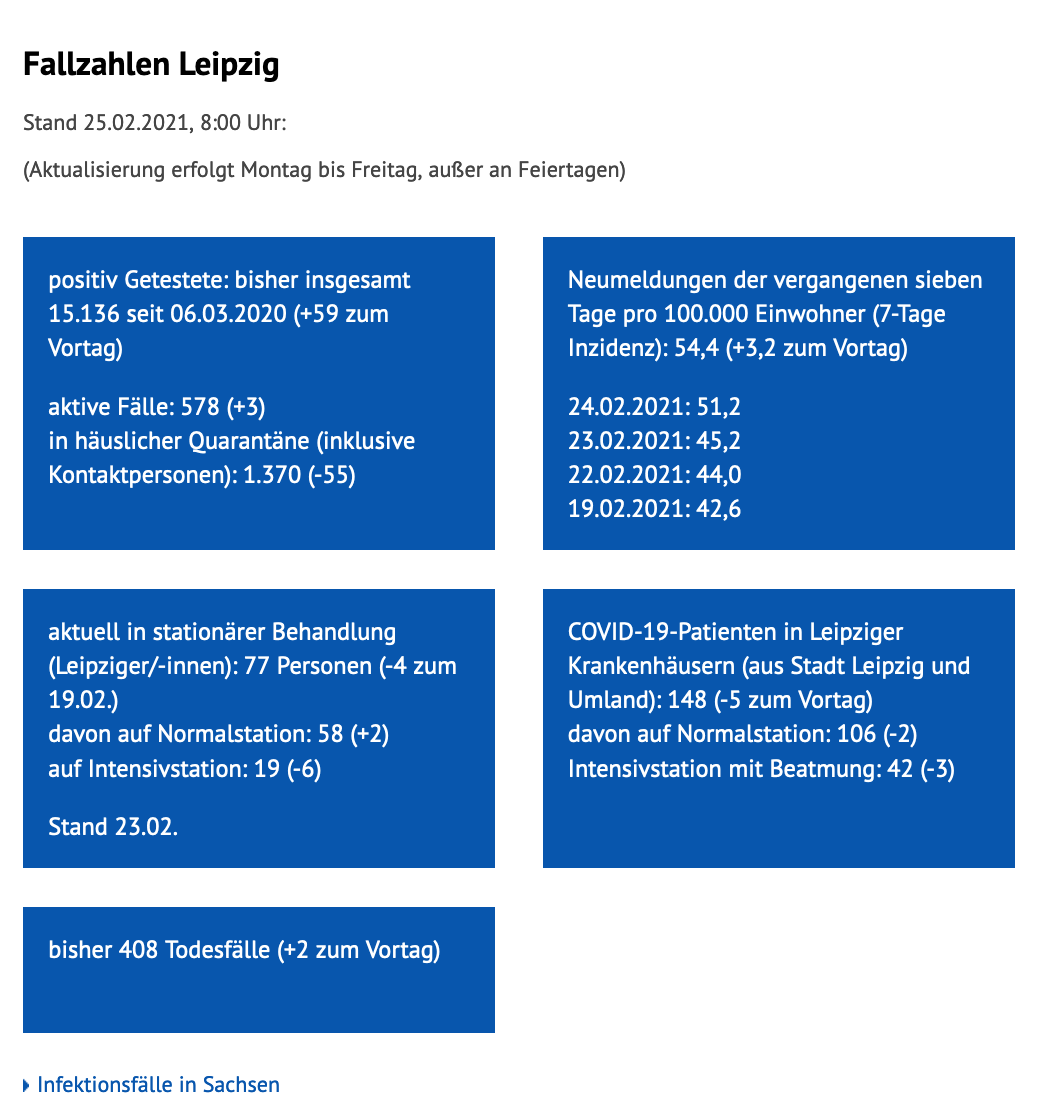 Fallzahlen Leipzig
Stand 25.02.2021, 8:00 Uhr:
(Aktualisierung erfolgt Montag bis Freitag, außer an Feiertagen)
positiv Getestete: bisher insgesamt
15.136 seit 06.03.2020 (+59 zum
Vortag)
aktive Fälle: 578 (+3)
in häuslicher Quarantäne (inklusive
Kontaktpersonen): 1.370 (-55)
Neumeldungen der vergangenen sieben
Tage pro 100.000 Einwohner (7-Tage
Inzidenz): 54,4 (+3,2 zum Vortag)
24.02.2021: 51,2
23.02.2021: 45,2
22.02.2021: 44,0
19.02.2021: 42,6
aktuell in stationärer Behandlung
(Leipziger/-innen): 77 Personen (-4 zum
19.02.)
davon auf Normalstation: 58 (+2)
auf Intensivstation: 19 (-6)
Stand 23.02.
COVID-19-Patienten in Leipziger
Krankenhäusern (aus Stadt Leipzig und
Umland): 148 (-5 zum Vortag)
davon auf Normalstation: 106 (-2)
Intensivstation mit Beatmung: 42 (-3)
bisher 408 Todesfälle (+2 zum Vortag)
Infektionsfälle in Sachsen